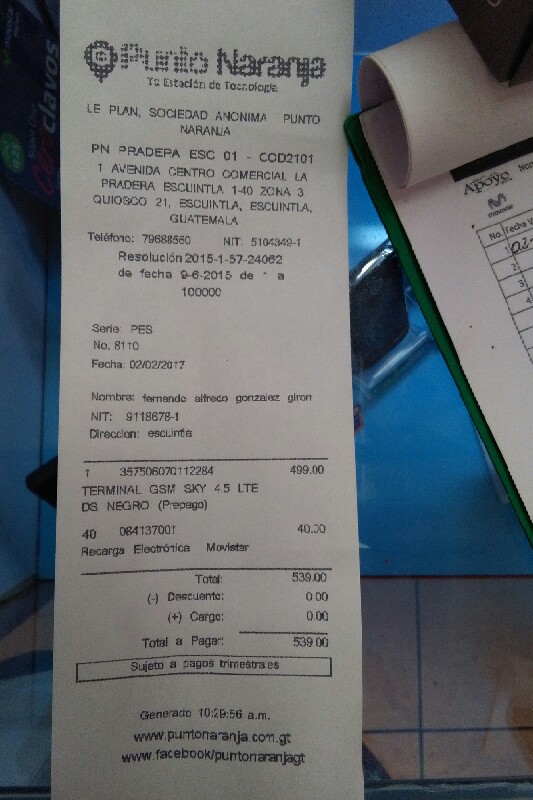 Punto Naranja
Tu Estación de Tecnología
LE PLAN, SOCIEDAD ANONIMA PUNTO
NARANJA
PN PRADERA ESC 01 - COD2101
1 AVENIDA CENTRO COMERCIAL LA
PRADERA ESCUINTLA 1-40 ZONA 3
QUIOSCO 21, ESCUINTLA, ESCUINTLA,
GUATEMALA
Teléfono: 79688560 NIT: 5104349-1
Resolución 2015-1-57-24062
de fecha 9-6-2015 de 1 a
100000
Serie: PES
No. 8110
Fecha: 02/02/2017
Nombre: fernando alfredo gonzalez giron
NIT: 9118678-1
Direccion: escuintla
1 357506070112284 499.00
TERMINAL GSM SKY 4.5 LTE
DS NEGRO (Prepago)
40 064137001 40.00
Recarga Electrónica Movistar
Total: 539.00
(-) Descuento: 0.00
(+) Cargo: 0.00
Total a Pagar: 539.00
Sujeto a pagos trimestrales
Generado 10:29:56 a.m.
www.puntonaranja.com.gt
www.facebook/puntonaranjagt
clavos
Apoyo
movistar
No. Fecha
1
2
3
4